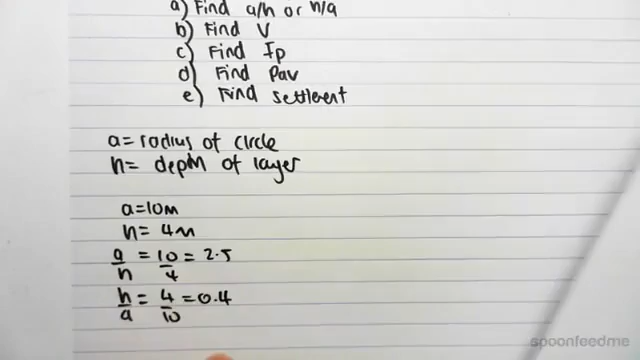 a) Find a/h or h/a
b) Find V
c) Find Ip
d) Find Pav
e) Find settlement
a = radius of circle
h = depth of layer
a = 10m
h = 4m
a/h = 10/4 = 2.5
h/a = 4/10 = 0.4
spoonfeedme